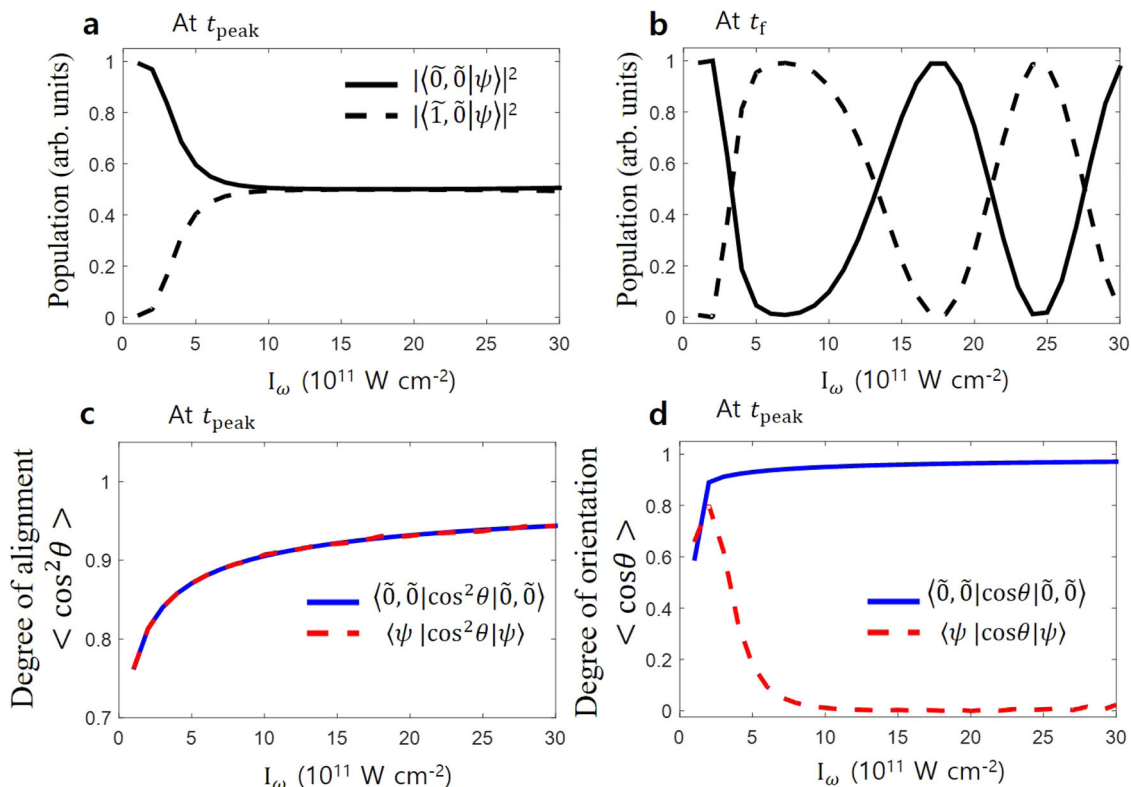 a At t_peak
Population (arb. units)
1
0.8
0.6
0.4
0.2
0
|⟨0̃, 0̃|ψ⟩|²
|⟨1̃, 0̃|ψ⟩|²
0 5 10 15 20 25 30
I_ω (10¹¹ W cm⁻²)
b At t_f
Population (arb. units)
1
0.8
0.6
0.4
0.2
0
0 5 10 15 20 25 30
I_ω (10¹¹ W cm⁻²)
c At t_peak
Degree of alignment
< cos²θ >
1
0.9
0.8
0.7
⟨0̃, 0̃|cos²θ|0̃, 0̃⟩
⟨ψ |cos²θ|ψ⟩
0 5 10 15 20 25 30
I_ω (10¹¹ W cm⁻²)
d At t_peak
Degree of orientation
< cosθ >
1
0.8
0.6
0.4
0.2
0
⟨0̃, 0̃|cosθ|0̃, 0̃⟩
⟨ψ |cosθ|ψ⟩
0 5 10 15 20 25 30
I_ω (10¹¹ W cm⁻²)